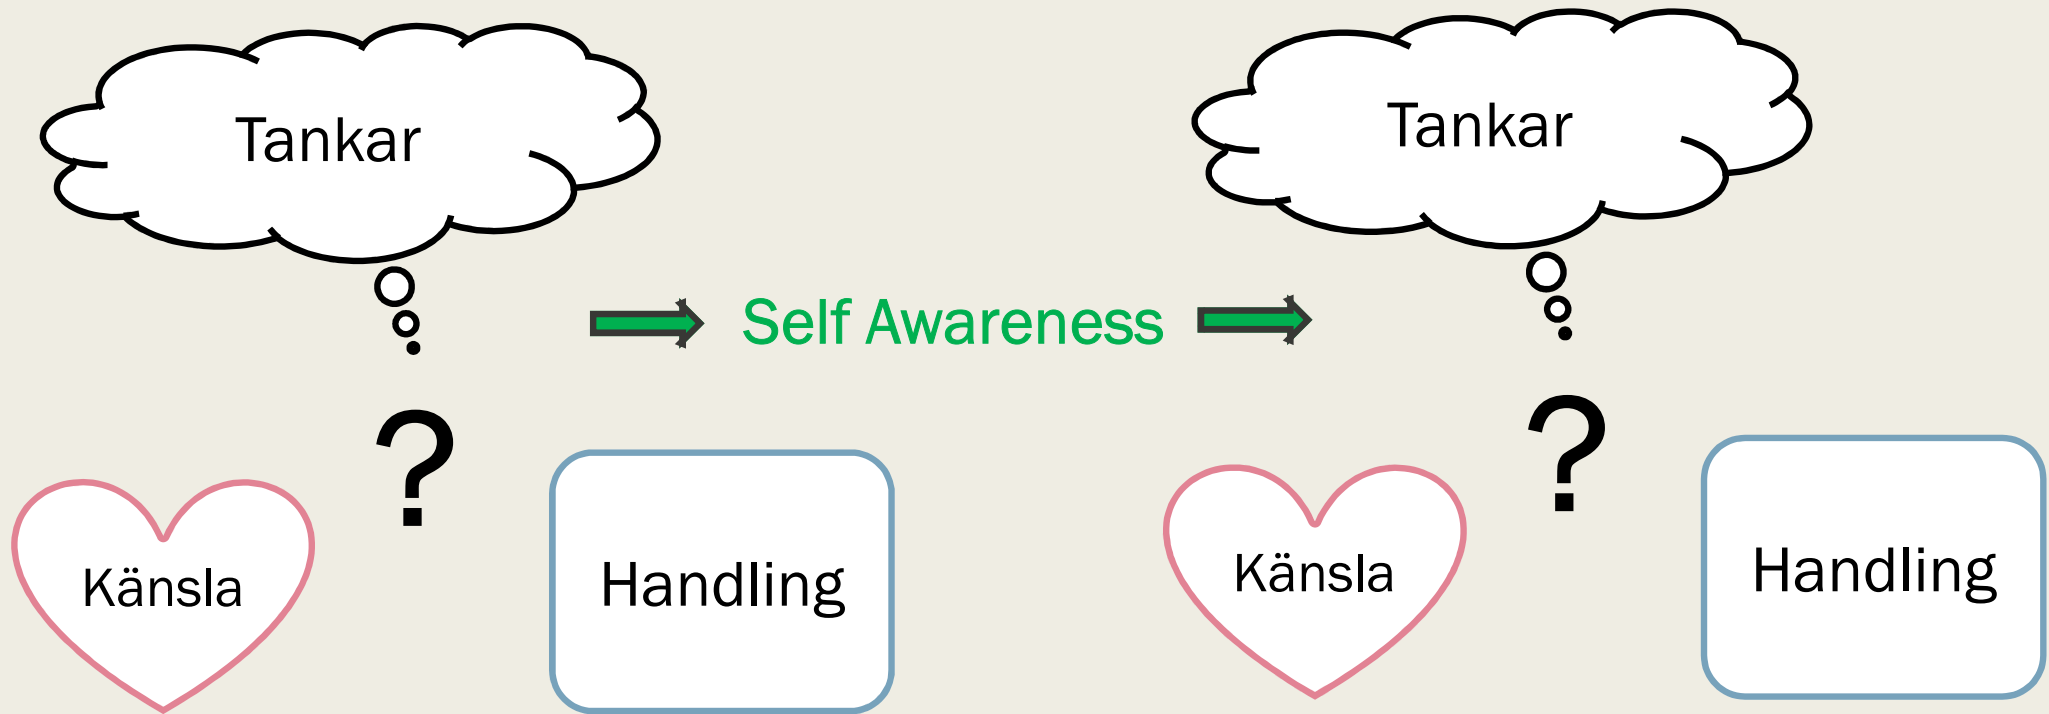 Tankar
?
Känsla
Handling
Self Awareness
Tankar
?
Känsla
Handling